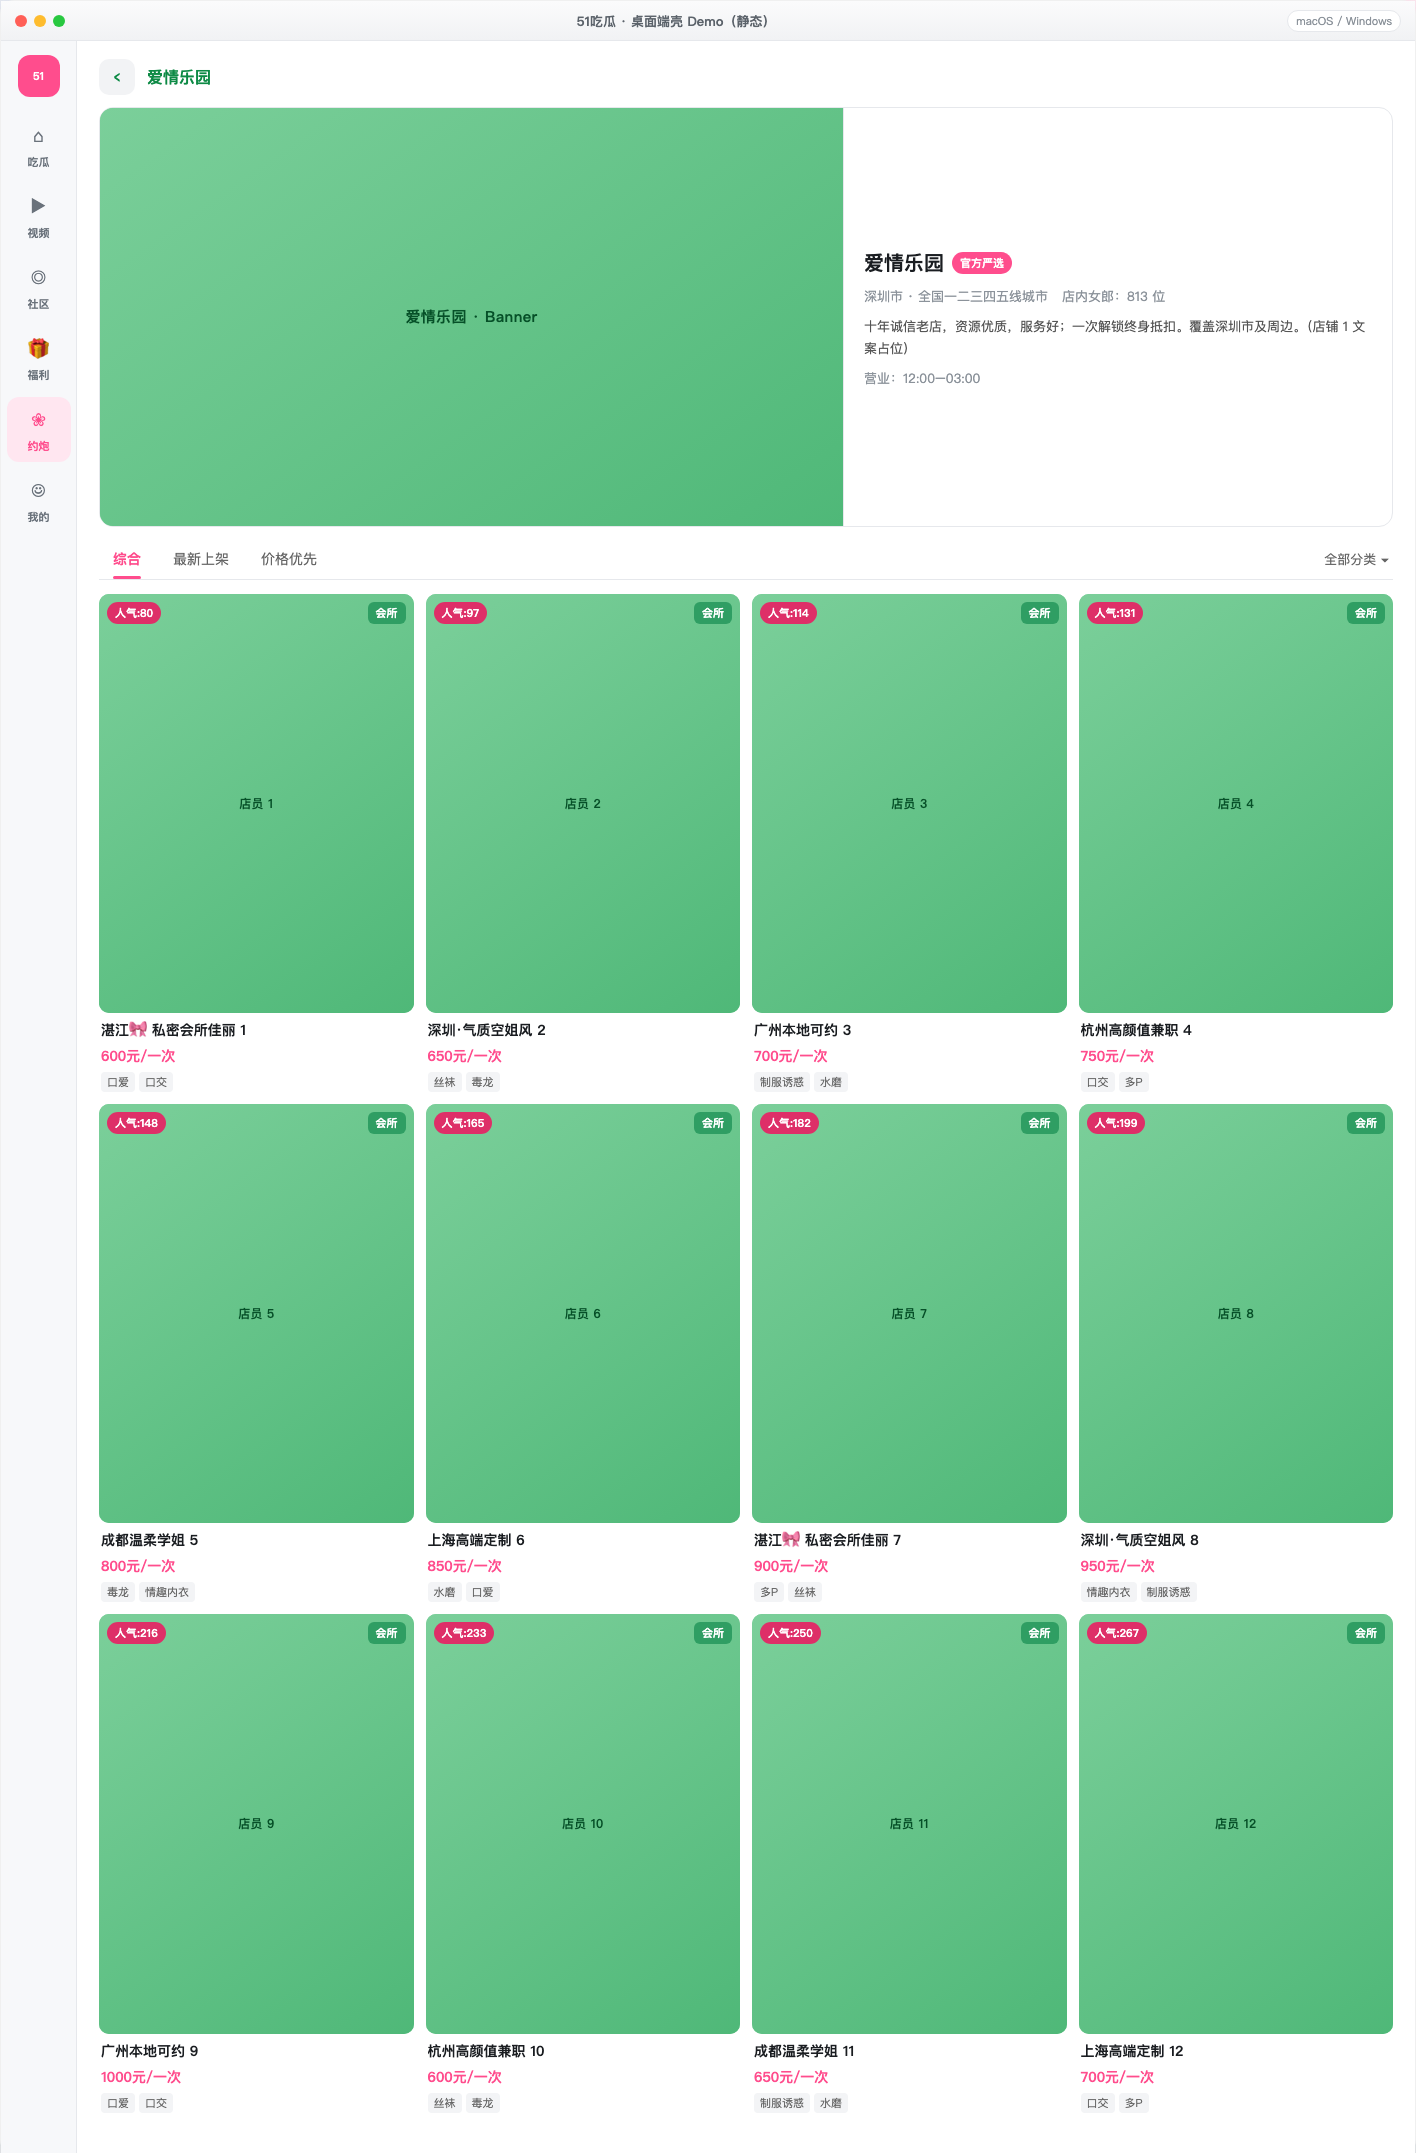 51吃瓜 · 桌面端壳 Demo（静态）
macOS / Windows
51
吃瓜
视频
社区
福利
约炮
我的
爱情乐园
爱情乐园 · Banner
爱情乐园 官方严选
深圳市 · 全国一二三四五线城市 店内女郎：813 位
十年诚信老店，资源优质，服务好；一次解锁终身抵扣。覆盖深圳市及周边。（店铺 1 文
案占位）
营业：12:00—03:00
综合 最新上架 价格优先 全部分类
人气:80 会所 人气:97 会所 人气:114 会所 人气:131 会所
店员 1 店员 2 店员 3 店员 4
湛江🎀 私密会所佳丽 1 深圳·气质空姐风 2 广州本地可约 3 杭州高颜值兼职 4
600元/一次 650元/一次 700元/一次 750元/一次
口爱 口交 丝袜 毒龙 制服诱惑 水磨 口交 多P
人气:148 会所 人气:165 会所 人气:182 会所 人气:199 会所
店员 5 店员 6 店员 7 店员 8
成都温柔学姐 5 上海高端定制 6 湛江🎀 私密会所佳丽 7 深圳·气质空姐风 8
800元/一次 850元/一次 900元/一次 950元/一次
毒龙 情趣内衣 水磨 口爱 多P 丝袜 情趣内衣 制服诱惑
人气:216 会所 人气:233 会所 人气:250 会所 人气:267 会所
店员 9 店员 10 店员 11 店员 12
广州本地可约 9 杭州高颜值兼职 10 成都温柔学姐 11 上海高端定制 12
1000元/一次 600元/一次 650元/一次 700元/一次
口爱 口交 丝袜 毒龙 制服诱惑 水磨 口交 多P